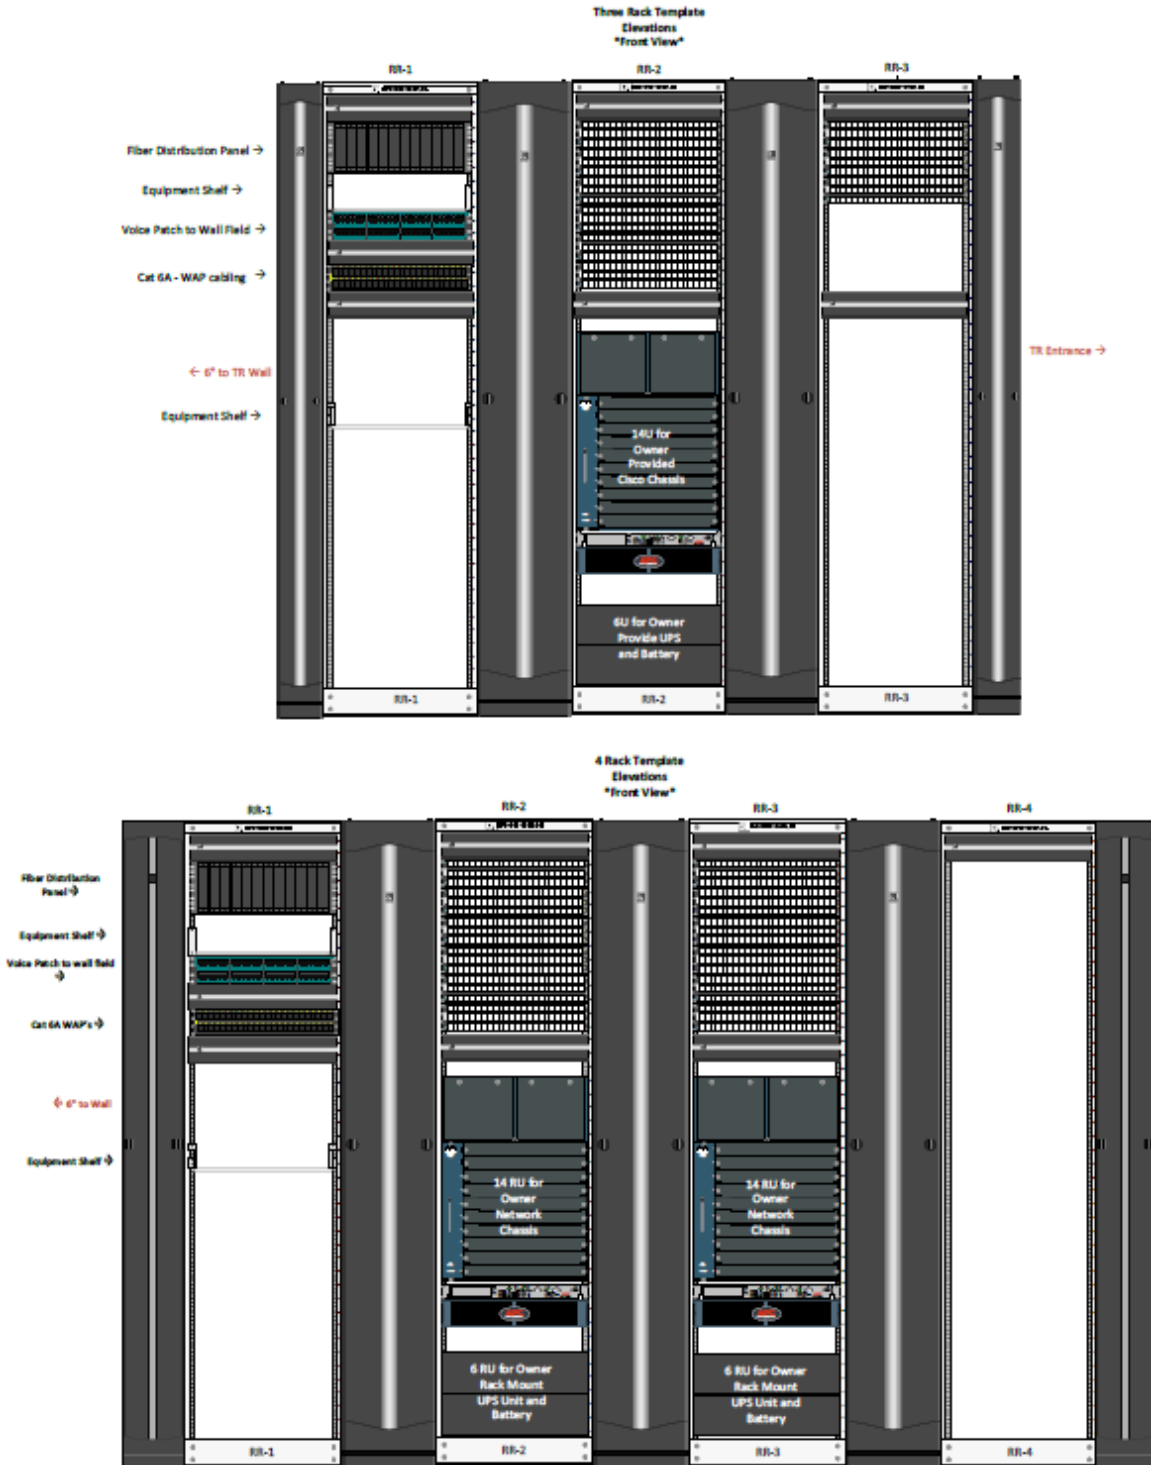 Three Rack Template
Elevations
*Front View*
RR-1
RR-2
RR-3
Fiber Distribution Panel →
Equipment Shelf →
Voice Patch to Wall Field →
Cat 6A - WAP cabling →
← 6" to TR Wall
TR Entrance →
Equipment Shelf →
14U for
Owner
Provided
Cisco Chassis
6U for Owner
Provide UPS
and Battery
RR-1
RR-2
RR-3
4 Rack Template
Elevations
*Front View*
RR-1
RR-2
RR-3
RR-4
Fiber Distribution
Panel →
Equipment Shelf →
Voice Patch to wall field
→
Cat 6A WAP's →
← 6" to Wall
Equipment Shelf →
14 RU for
Owner
Network
Chassis
14 RU for
Owner
Network
Chassis
6 RU for Owner
Rack Mount
UPS Unit and
Battery
6 RU for Owner
Rack Mount
UPS Unit and
Battery
RR-1
RR-2
RR-3
RR-4